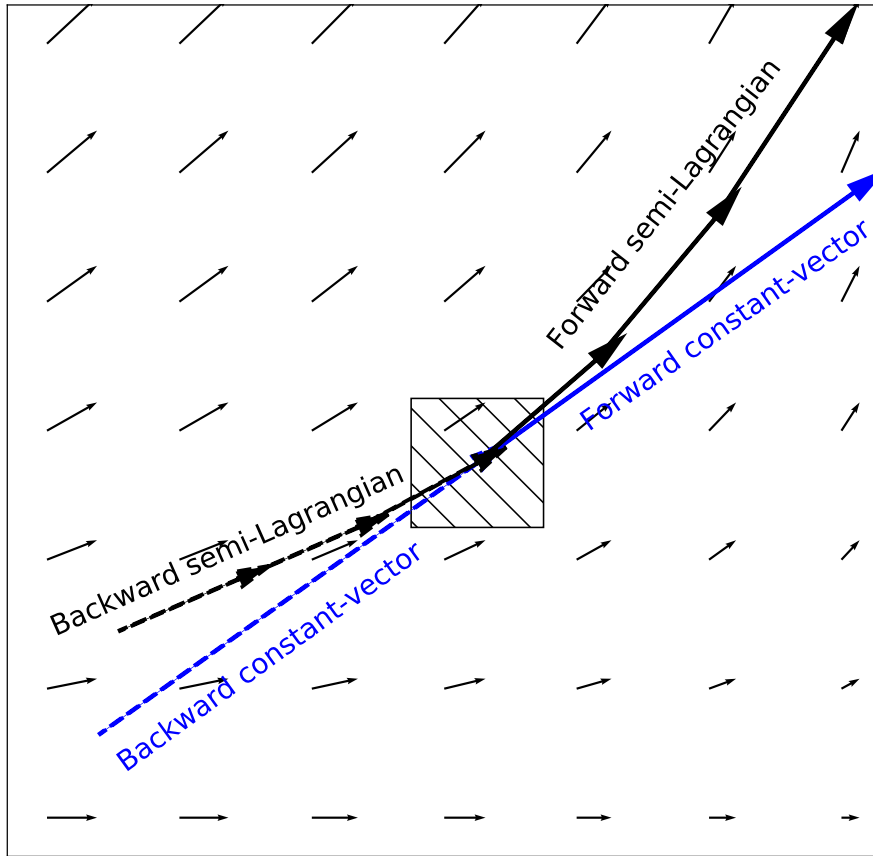 Forward semi-Lagrangian
Forward constant-vector
Backward semi-Lagrangian
Backward constant-vector